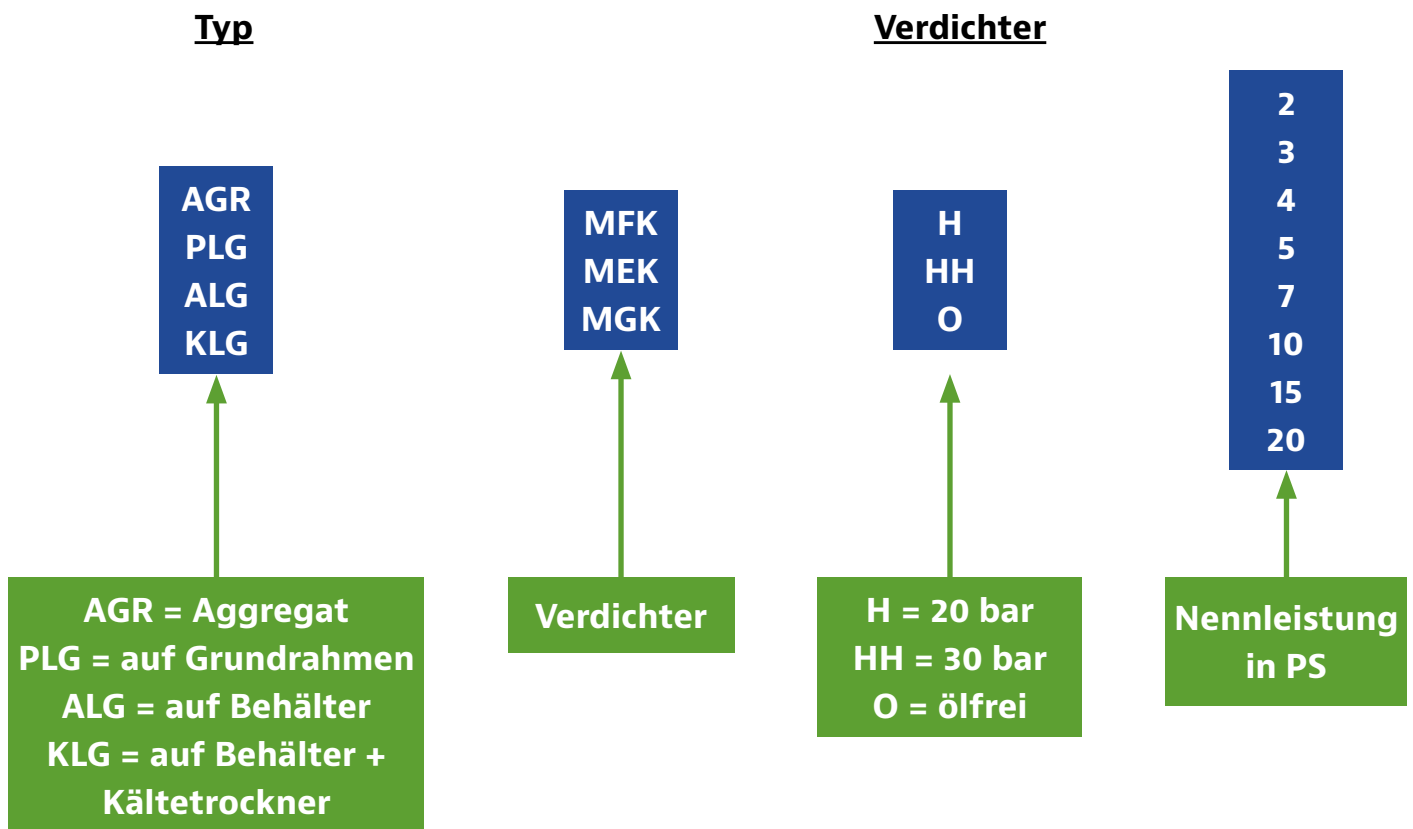 Typ
Verdichter
AGR
PLG
ALG
KLG
MFK
MEK
MGK
H
HH
O
2
3
4
5
7
10
15
20
AGR = Aggregat
PLG = auf Grundrahmen
ALG = auf Behälter
KLG = auf Behälter +
Kältetrockner
Verdichter
H = 20 bar
HH = 30 bar
O = ölfrei
Nennleistung
in PS